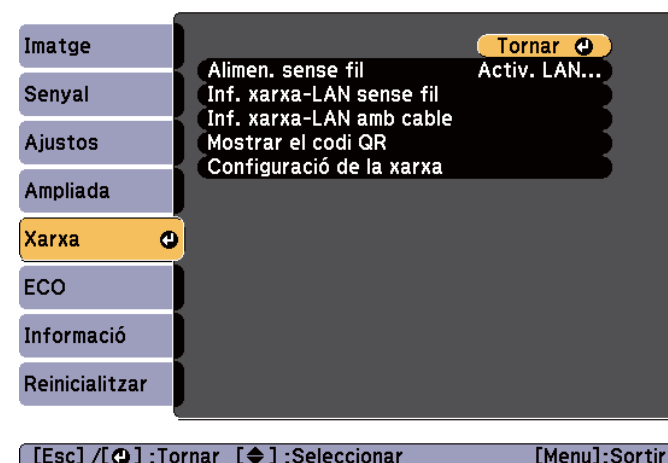 Imatge
Senyal
Ajustos
Ampliada
Xarxa
ECO
Informació
Reinicialitzar
Tornar
Alimen. sense fil Activ. LAN...
Inf. xarxa-LAN sense fil
Inf. xarxa-LAN amb cable
Mostrar el codi QR
Configuració de la xarxa
[Esc] /[ ] :Tornar [ ] :Seleccionar [Menu]:Sortir